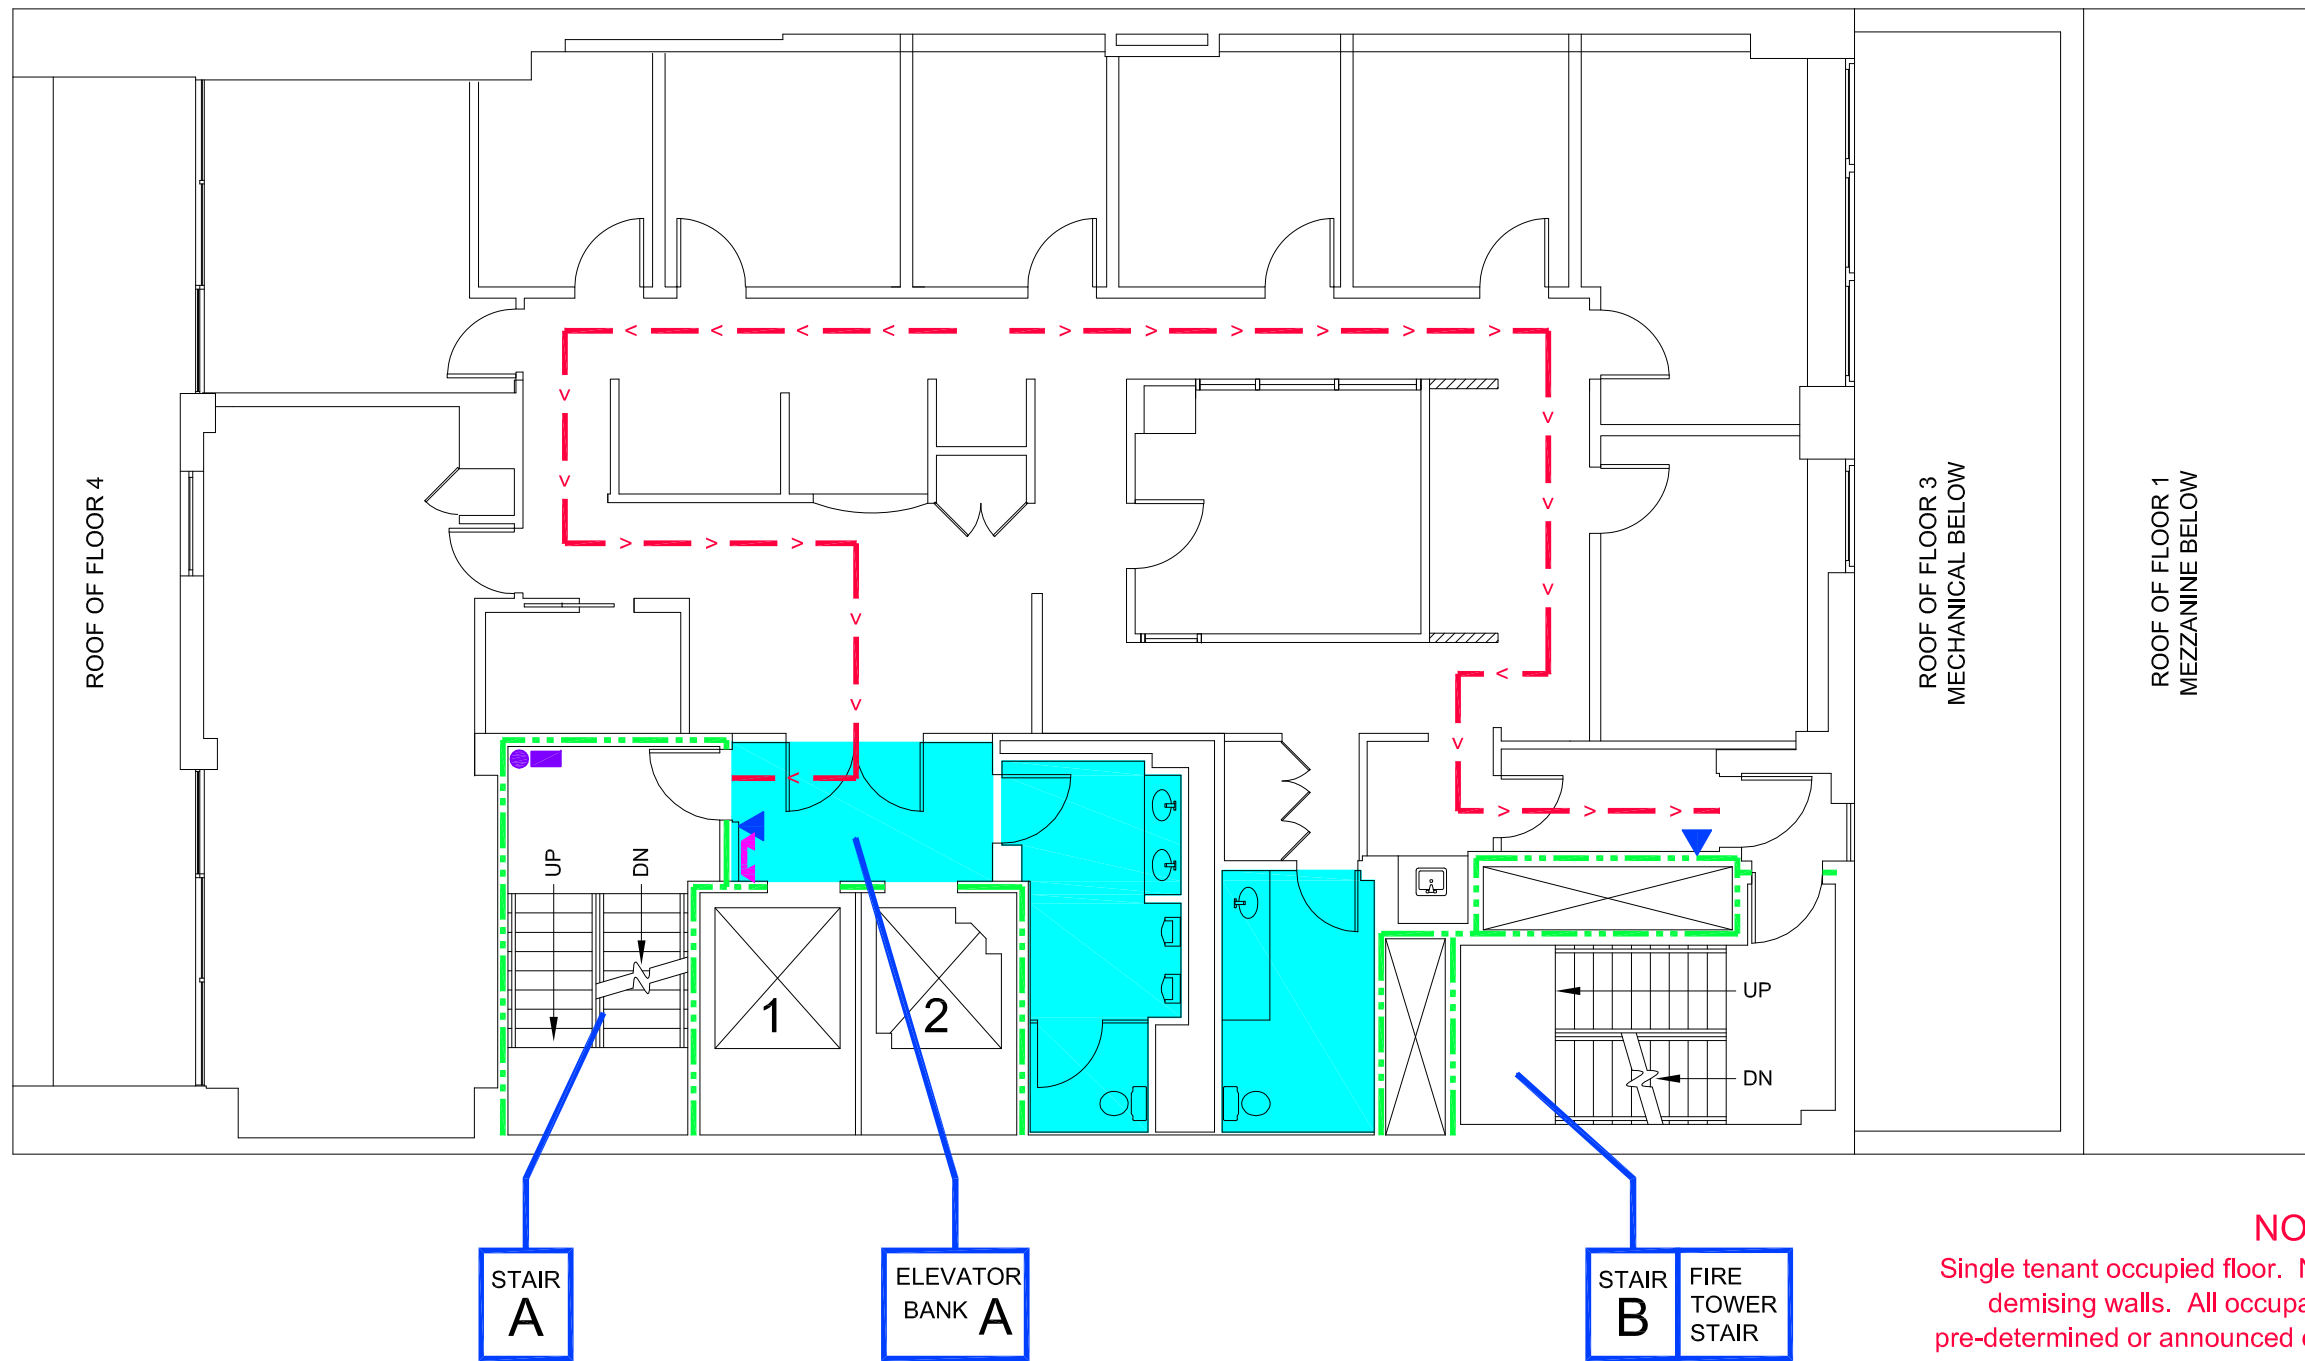 ROOF OF FLOOR 4
ROOF OF FLOOR 3
MECHANICAL BELOW
ROOF OF FLOOR 1
MEZZANINE BELOW
UP
DN
1
2
UP
DN
STAIR
A
ELEVATOR
BANK A
STAIR
B
FIRE
TOWER
STAIR
NO
Single tenant occupied floor. N
demising walls. All occupa
pre-determined or announced